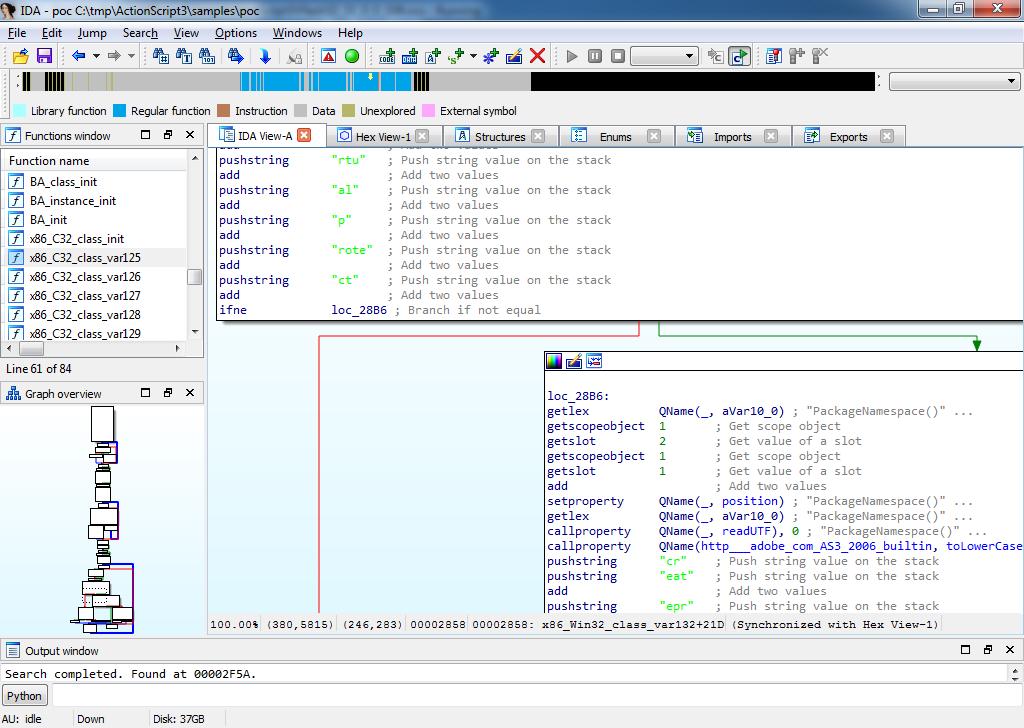 IDA - poc C:\tmp\ActionScript3\samples\poc
File Edit Jump Search View Options Windows Help
Library function Regular function Instruction Data Unexplored External symbol
Functions window
Function name
BA_class_init
BA_instance_init
BA_init
x86_C32_class_init
x86_C32_class_var125
x86_C32_class_var126
x86_C32_class_var127
x86_C32_class_var128
x86_C32_class_var129
Line 61 of 84
Graph overview
IDA View-A Hex View-1 Structures Enums Imports Exports
pushstring "rtu" ; Push string value on the stack
add ; Add two values
pushstring "al" ; Push string value on the stack
add ; Add two values
pushstring "p" ; Push string value on the stack
add ; Add two values
pushstring "rote" ; Push string value on the stack
add ; Add two values
pushstring "ct" ; Push string value on the stack
add ; Add two values
ifne loc_28B6 ; Branch if not equal
loc_28B6:
getlex QName(_, aVar10_0) ; "PackageNamespace()" ...
getscopeobject 1 ; Get scope object
getslot 2 ; Get value of a slot
getscopeobject 1 ; Get scope object
getslot 1 ; Get value of a slot
add ; Add two values
setproperty QName(_, position) ; "PackageNamespace()" ...
getlex QName(_, aVar10_0) ; "PackageNamespace()" ...
callproperty QName(_, readUTF), 0 ; "PackageNamespace()" ...
callproperty QName(http___adobe_com_AS3_2006_builtin, toLowerCase
pushstring "cr" ; Push string value on the stack
pushstring "eat" ; Push string value on the stack
add ; Add two values
pushstring "epr" ; Push string value on the stack
100.00% (380,5815) (246,283) 00002858 00002858: x86_Win32_class_var132+21D (Synchronized with Hex View-1)
Output window
Search completed. Found at 00002F5A.
Python
AU: idle Down Disk: 37GB